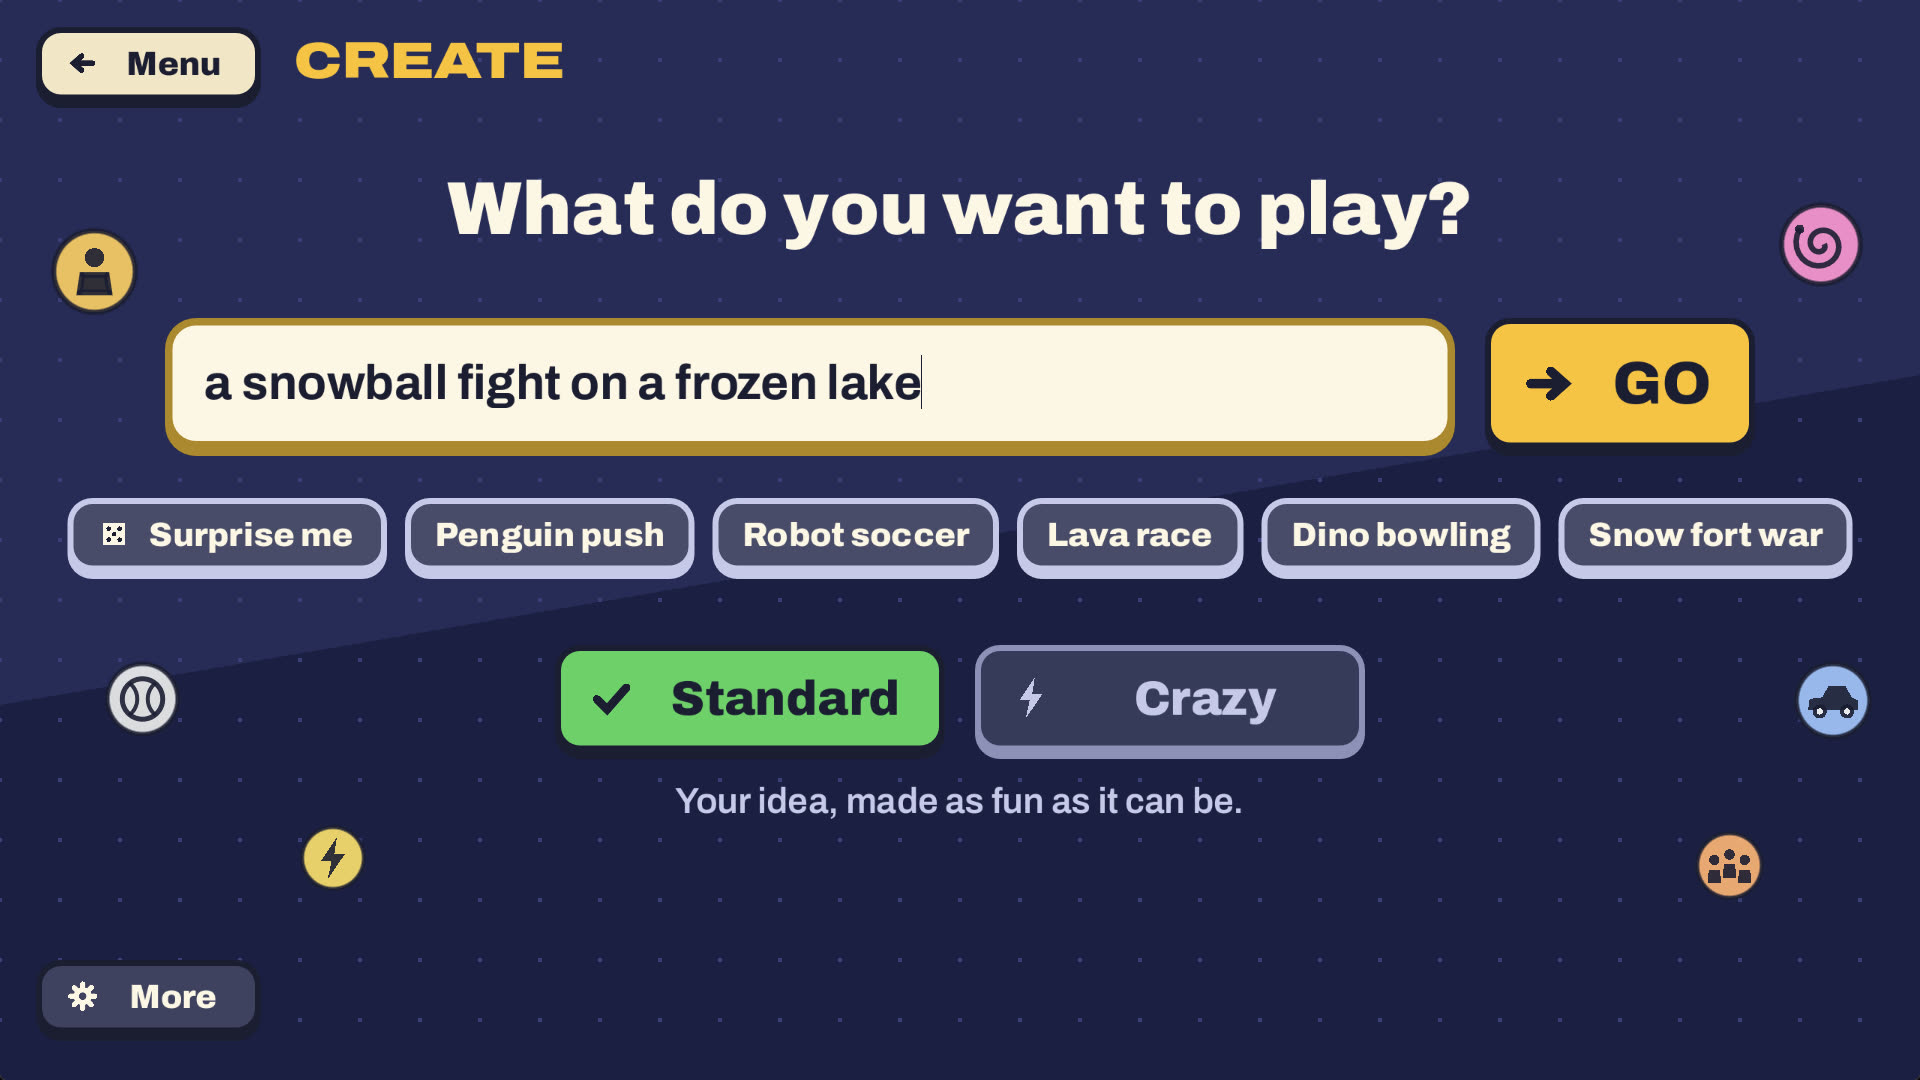 Menu
CREATE
What do you want to play?
a snowball fight on a frozen lake
GO
Surprise me
Penguin push
Robot soccer
Lava race
Dino bowling
Snow fort war
Standard
Crazy
Your idea, made as fun as it can be.
More